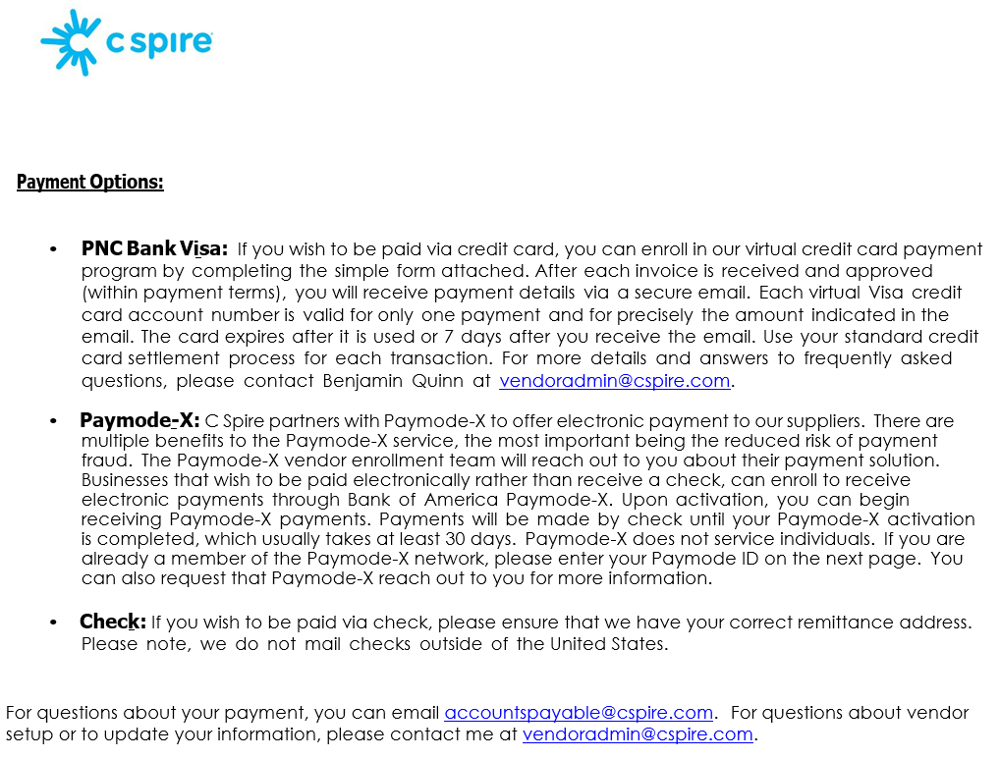 c spire
Payment Options:
• PNC Bank Visa: If you wish to be paid via credit card, you can enroll in our virtual credit card payment
program by completing the simple form attached. After each invoice is received and approved
(within payment terms), you will receive payment details via a secure email. Each virtual Visa credit
card account number is valid for only one payment and for precisely the amount indicated in the
email. The card expires after it is used or 7 days after you receive the email. Use your standard credit
card settlement process for each transaction. For more details and answers to frequently asked
questions, please contact Benjamin Quinn at vendoradmin@cspire.com.
• Paymode-X: C Spire partners with Paymode-X to offer electronic payment to our suppliers. There are
multiple benefits to the Paymode-X service, the most important being the reduced risk of payment
fraud. The Paymode-X vendor enrollment team will reach out to you about their payment solution.
Businesses that wish to be paid electronically rather than receive a check, can enroll to receive
electronic payments through Bank of America Paymode-X. Upon activation, you can begin
receiving Paymode-X payments. Payments will be made by check until your Paymode-X activation
is completed, which usually takes at least 30 days. Paymode-X does not service individuals. If you are
already a member of the Paymode-X network, please enter your Paymode ID on the next page. You
can also request that Paymode-X reach out to you for more information.
• Check: If you wish to be paid via check, please ensure that we have your correct remittance address.
Please note, we do not mail checks outside of the United States.
For questions about your payment, you can email accountspayable@cspire.com. For questions about vendor
setup or to update your information, please contact me at vendoradmin@cspire.com.